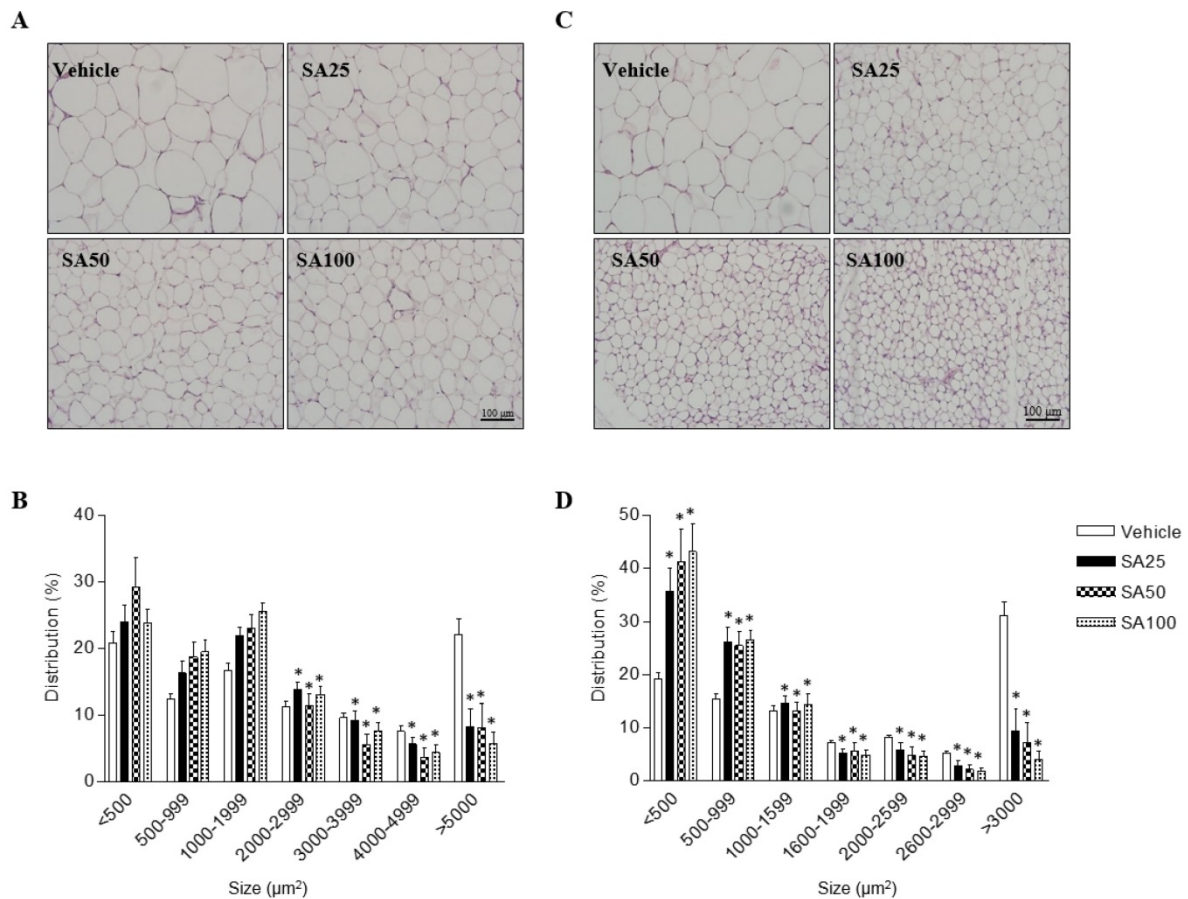 A
Vehicle
SA25
SA50
SA100
100 μm
C
Vehicle
SA25
SA50
SA100
100 μm
B
Distribution (%)
40
30
20
10
0
* * *
* * *
* * *
* * *
<500
500-999
1000-1999
2000-2999
3000-3999
4000-4999
>5000
Size (μm²)
D
Distribution (%)
50
40
30
20
10
0
* * *
* * *
* * *
* * *
* * *
* * *
* * *
<500
500-999
1000-1599
1600-1999
2000-2599
2600-2999
>3000
Size (μm²)
Vehicle
SA25
SA50
SA100